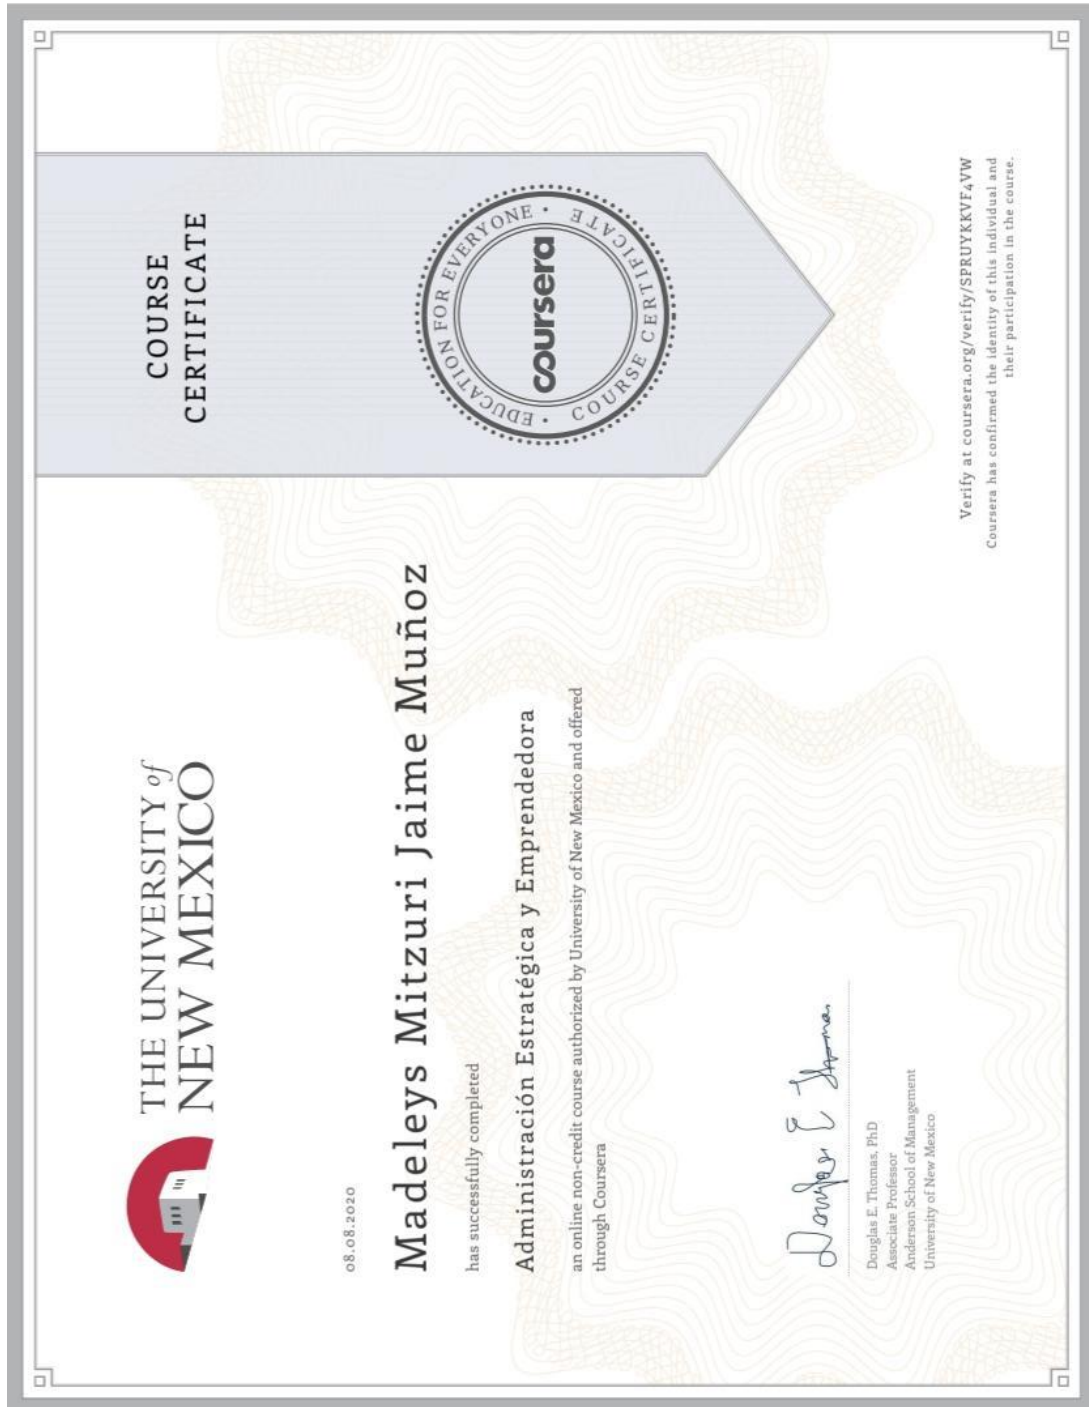 THE UNIVERSITY of
NEW MEXICO
08.08.2020
Madeleys Mitzuri Jaime Muñoz
has successfully completed
Administración Estratégica y Emprendedora
an online non-credit course authorized by University of New Mexico and offered
through Coursera
Douglas E Thomas
Douglas E. Thomas, PhD
Associate Professor
Anderson School of Management
University of New Mexico
COURSE
CERTIFICATE
EDUCATION FOR EVERYONE
coursera
COURSE CERTIFICATE
Verify at coursera.org/verify/SPRUYKKVF4VW
Coursera has confirmed the identity of this individual and
their participation in the course.